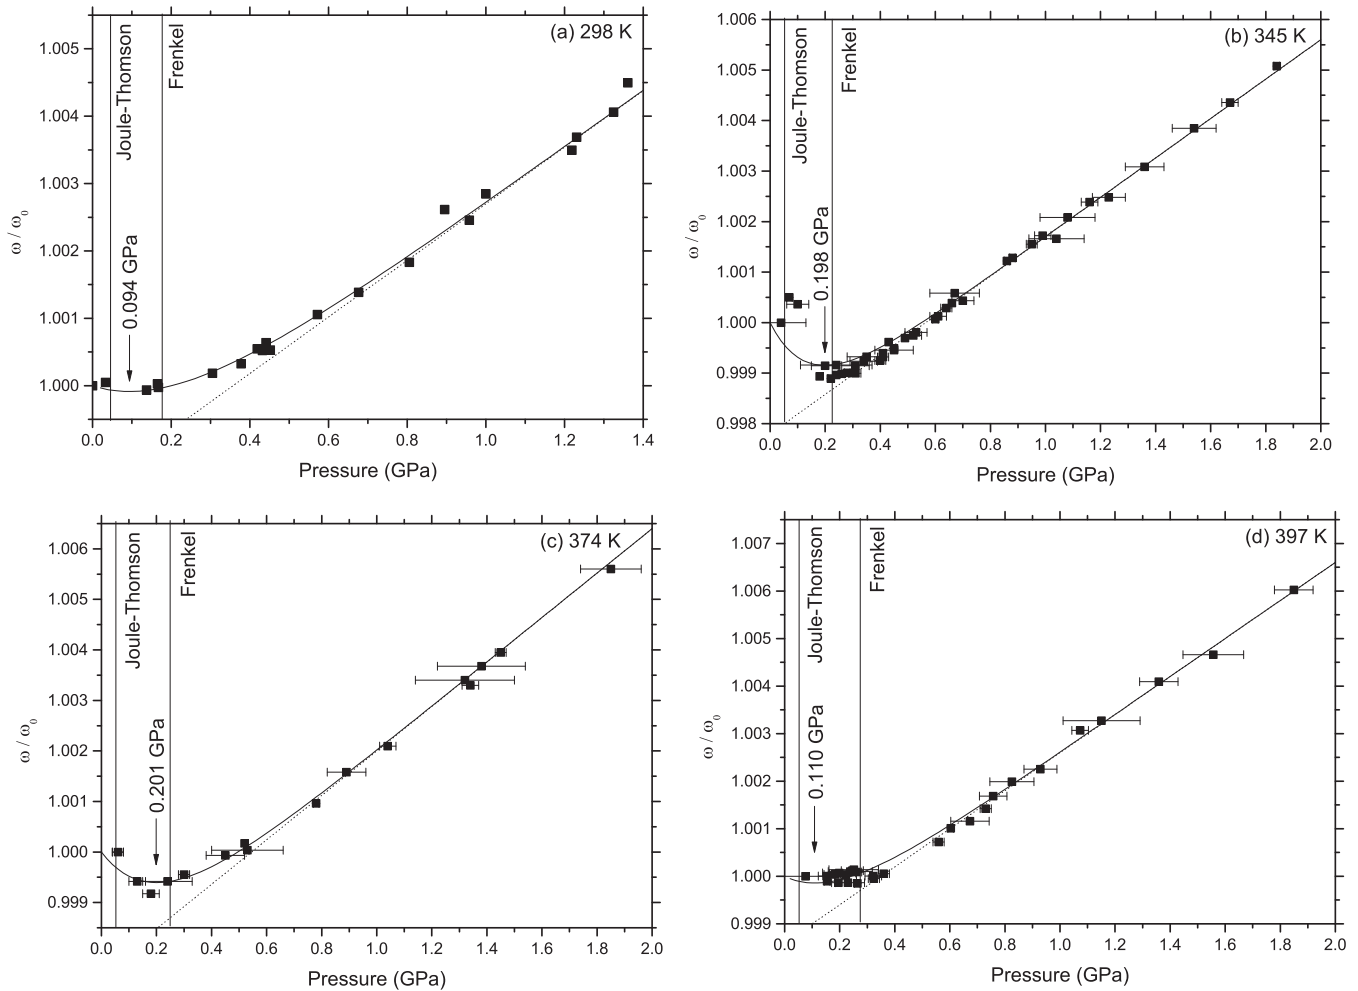 (a) 298 K
Joule-Thomson
Frenkel
0.094 GPa
ω / ω0
1.005
1.004
1.003
1.002
1.001
1.000
0.0 0.2 0.4 0.6 0.8 1.0 1.2 1.4
Pressure (GPa)
(b) 345 K
Joule-Thomson
Frenkel
0.198 GPa
ω / ω0
1.006
1.005
1.004
1.003
1.002
1.001
1.000
0.999
0.998
0.0 0.2 0.4 0.6 0.8 1.0 1.2 1.4 1.6 1.8 2.0
Pressure (GPa)
(c) 374 K
Joule-Thomson
Frenkel
0.201 GPa
ω / ω0
1.006
1.005
1.004
1.003
1.002
1.001
1.000
0.999
0.0 0.2 0.4 0.6 0.8 1.0 1.2 1.4 1.6 1.8 2.0
Pressure (GPa)
(d) 397 K
Joule-Thomson
Frenkel
0.110 GPa
ω / ω0
1.007
1.006
1.005
1.004
1.003
1.002
1.001
1.000
0.999
0.0 0.2 0.4 0.6 0.8 1.0 1.2 1.4 1.6 1.8 2.0
Pressure (GPa)